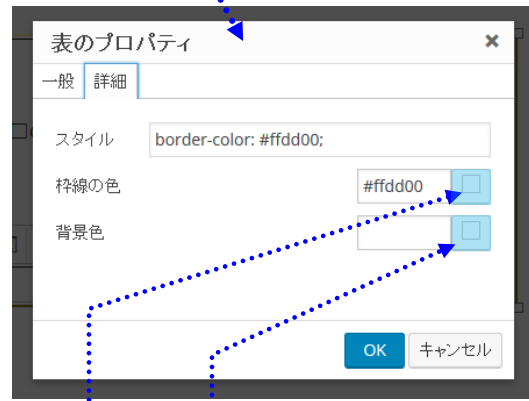 表のプロパティ ×
一般 詳細
スタイル border-color: #ffdd00;
枠線の色 #ffdd00
背景色
OK キャンセル